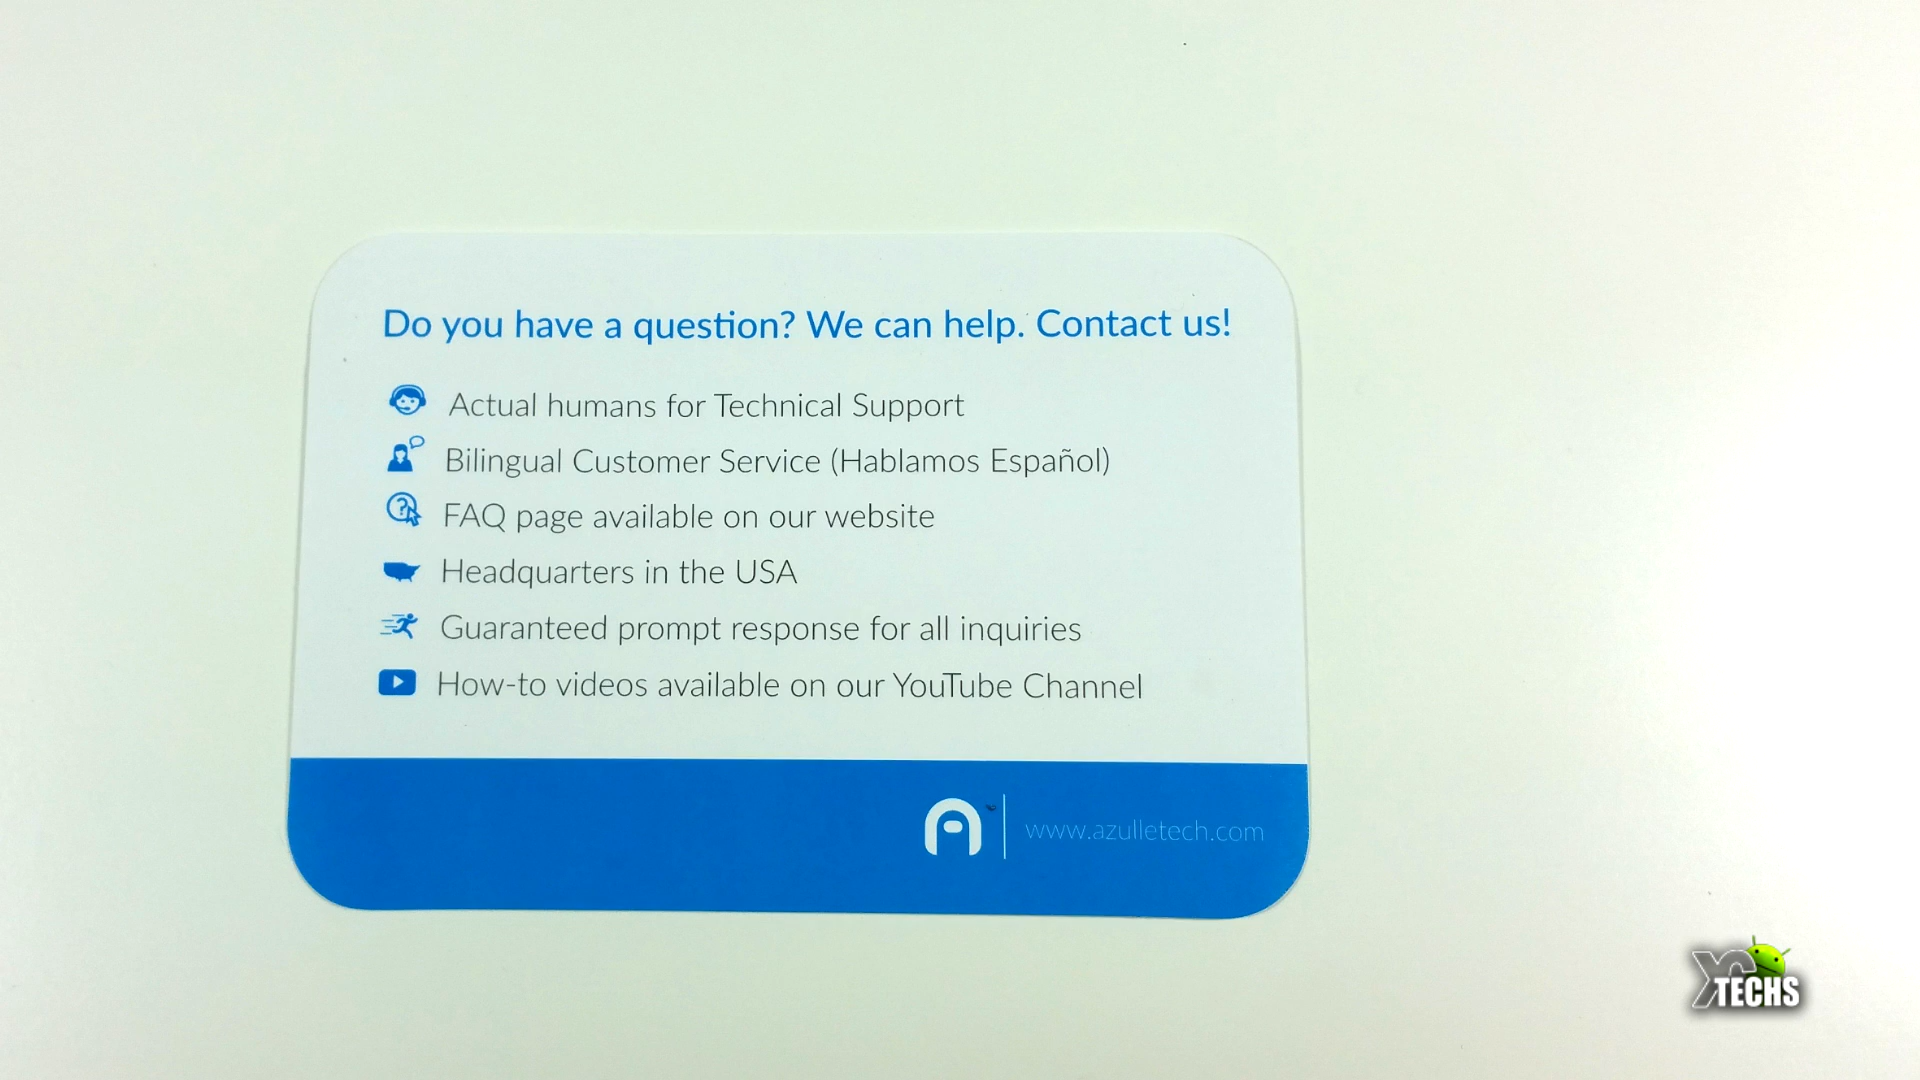 Do you have a question? We can help. Contact us!
Actual humans for Technical Support
Bilingual Customer Service (Hablamos Español)
FAQ page available on our website
Headquarters in the USA
Guaranteed prompt response for all inquiries
How-to videos available on our YouTube Channel
www.azulletech.com
TECHS